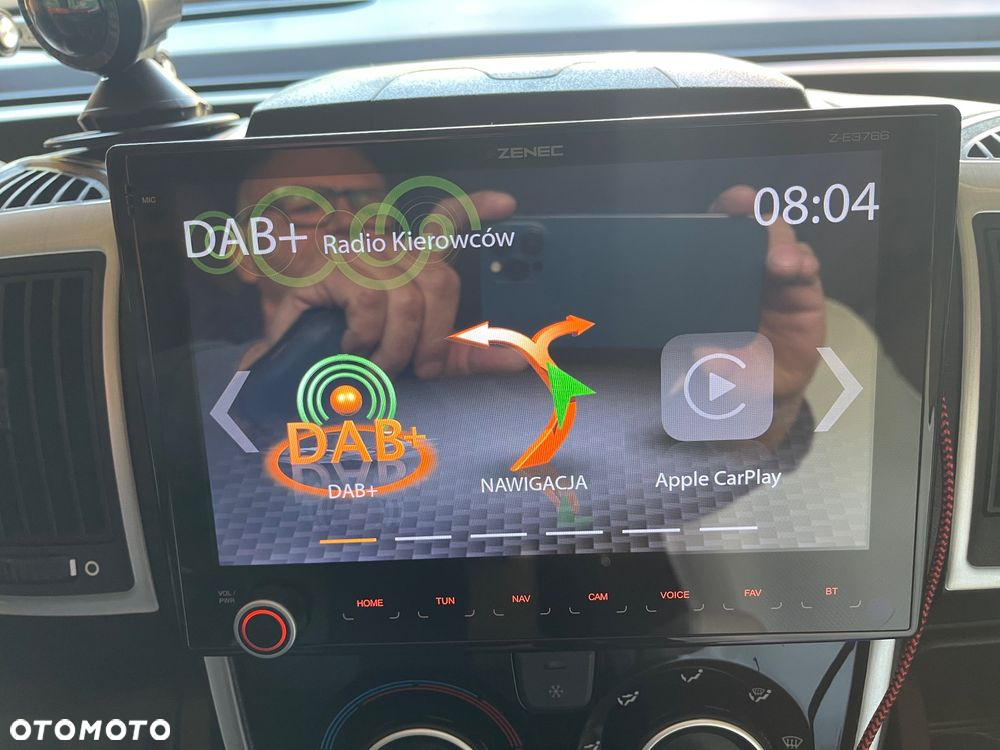 ZENEC
Z-E3766
MIC
DAB+ Radio Kierowców
08:04
DAB+
DAB+
NAWIGACJA
Apple CarPlay
VOL /
PWR
HOME
TUN
NAV
CAM
VOICE
FAV
BT
OTOMOTO